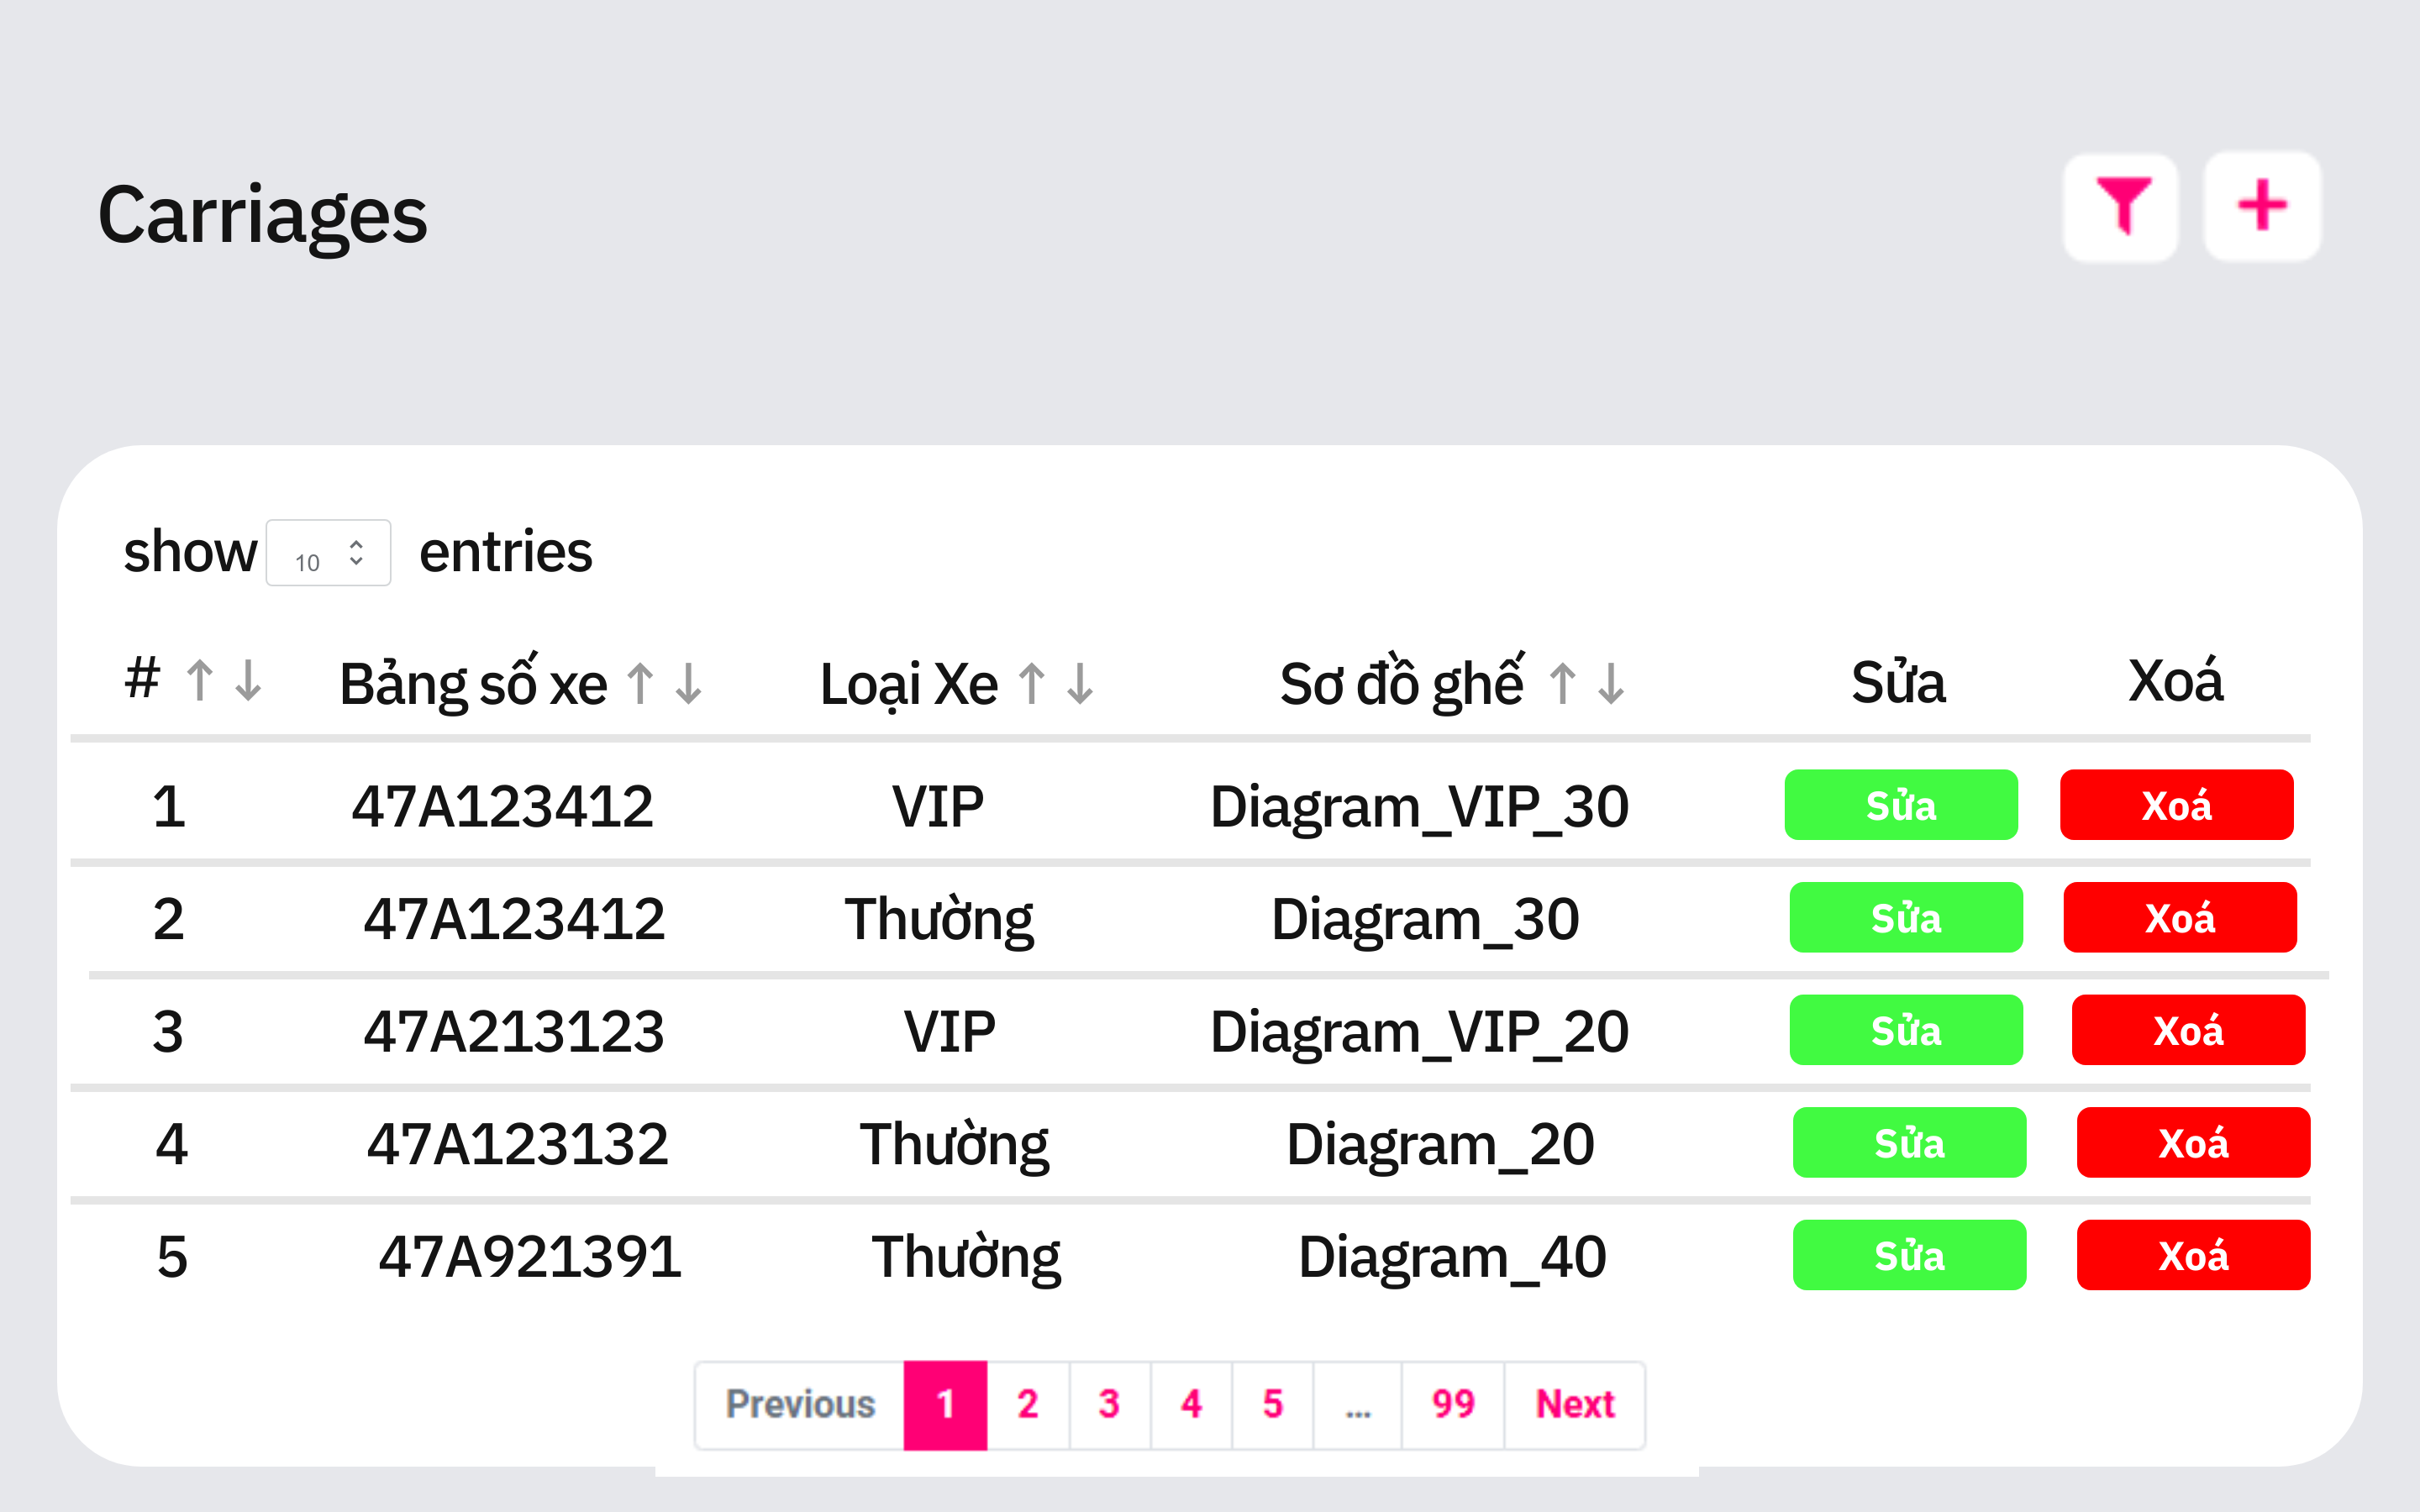 Carriages
show 10 entries
# ↑ ↓ Bảng số xe ↑ ↓ Loại Xe ↑ ↓ Sơ đồ ghế ↑ ↓ Sửa Xoá
1 47A123412 VIP Diagram_VIP_30 Sửa Xoá
2 47A123412 Thường Diagram_30 Sửa Xoá
3 47A213123 VIP Diagram_VIP_20 Sửa Xoá
4 47A123132 Thường Diagram_20 Sửa Xoá
5 47A921391 Thường Diagram_40 Sửa Xoá
Previous 1 2 3 4 5 ... 99 Next